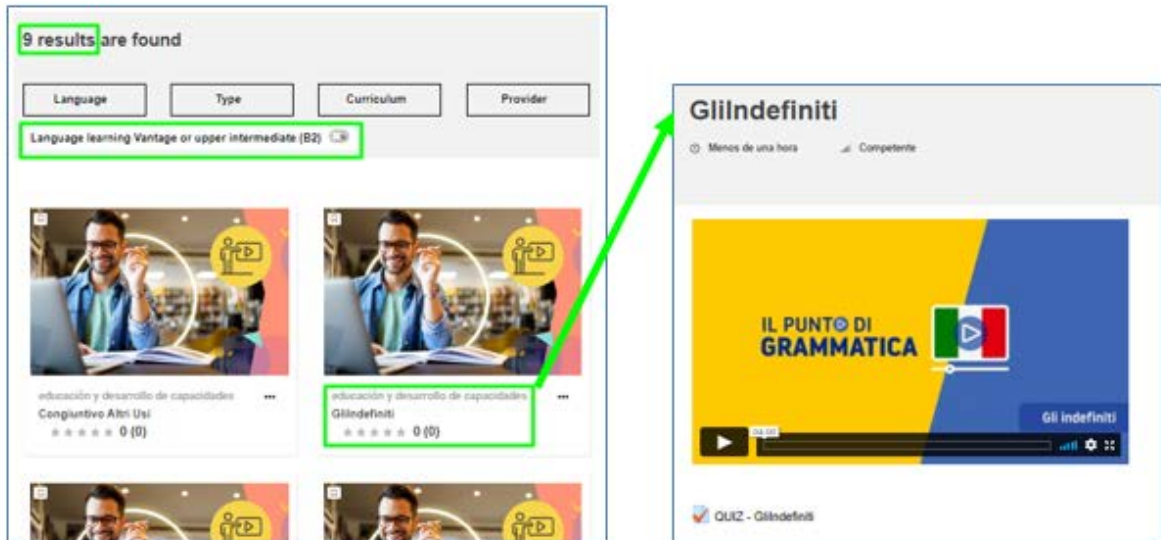 9 results are found
Language Type Curriculum Provider
Language learning Vantage or upper intermediate (B2)
educación y desarrollo de capacidades ...
Congiuntivo Altri Usi
0 (0)
educación y desarrollo de capacidades ...
GliIndefiniti
0 (0)
GliIndefiniti
Menos de una hora Competente
IL PUNTO DI
GRAMMATICA
Gli indefiniti
04:00
QUIZ - GliIndefiniti